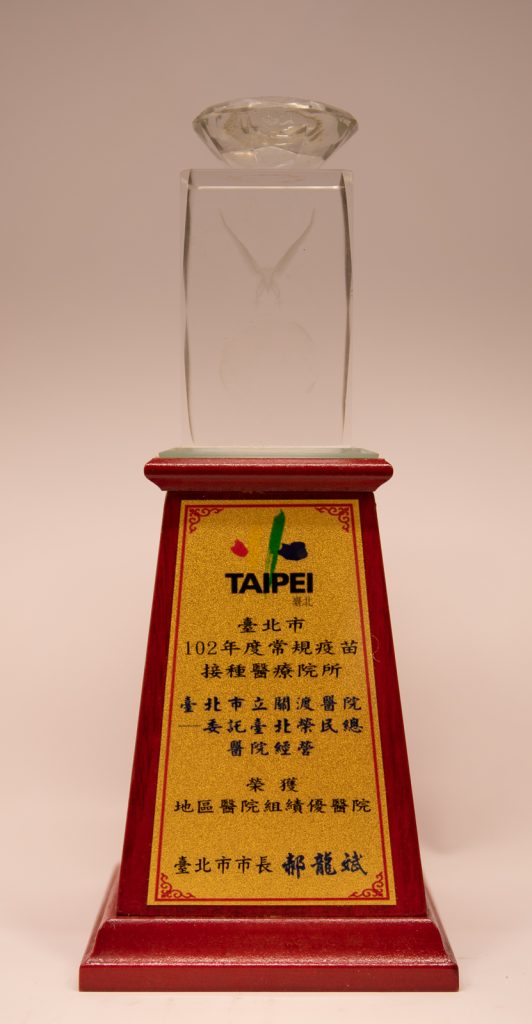 TAIPEI
臺北
臺北市
102年度常規疫苗
接種醫療院所
臺北市立關渡醫院
—委託臺北榮民總
醫院經營
榮獲
地區醫院組績優醫院
臺北市市長 郝龍斌